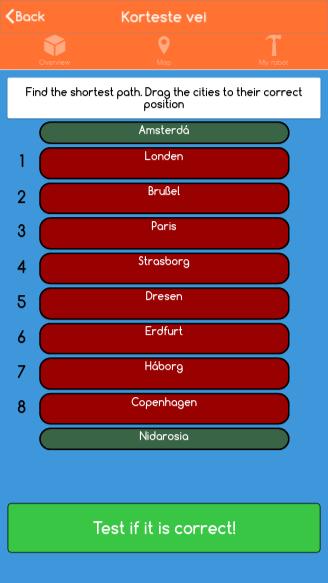 Back
Korteste vei
Overview
Map
My robot
Find the shortest path. Drag the cities to their correct
position
Amsterdá
1 Londen
2 Brußel
3 Paris
4 Strasborg
5 Dresen
6 Erdfurt
7 Háborg
8 Copenhagen
Nidarosia
Test if it is correct!